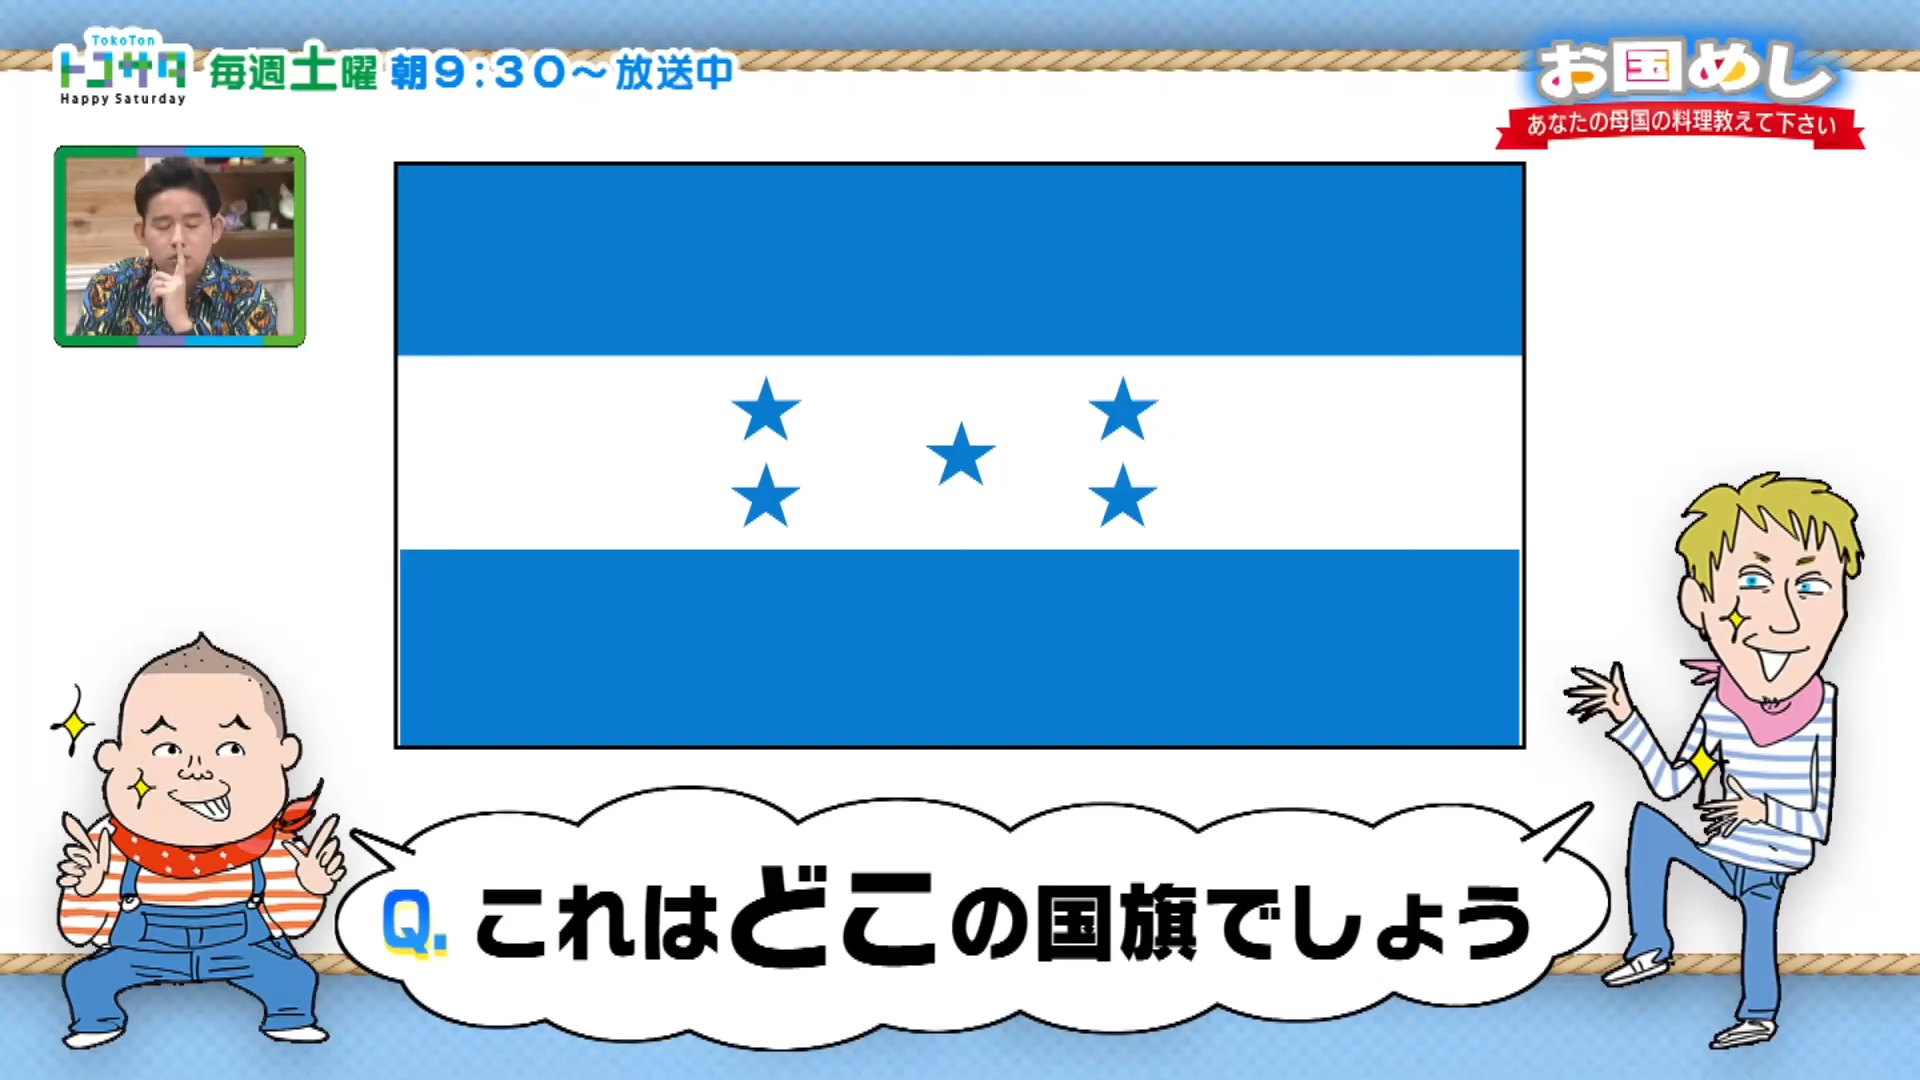 TokoTon
トコサタ
Happy Saturday
毎週土曜 朝9:30～放送中
お国めし
あなたの母国の料理教えて下さい
Q. これはどこの国旗でしょう